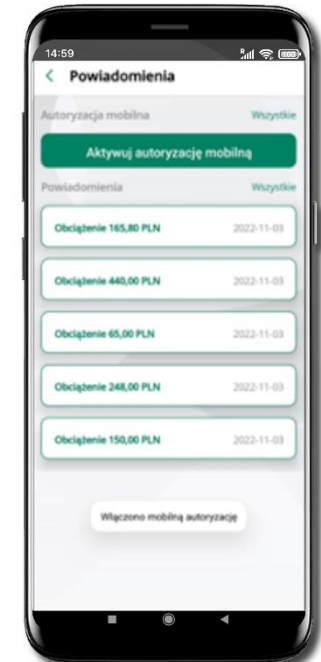 14:59
Powiadomienia
Autoryzacja mobilna Wszystkie
Aktywuj autoryzację mobilną
Powiadomienia Wszystkie
Obciążenie 165,80 PLN 2022-11-03
Obciążenie 440,00 PLN 2022-11-03
Obciążenie 65,00 PLN 2022-11-03
Obciążenie 248,00 PLN 2022-11-03
Obciążenie 150,00 PLN 2022-11-03
Włączono mobilną autoryzację